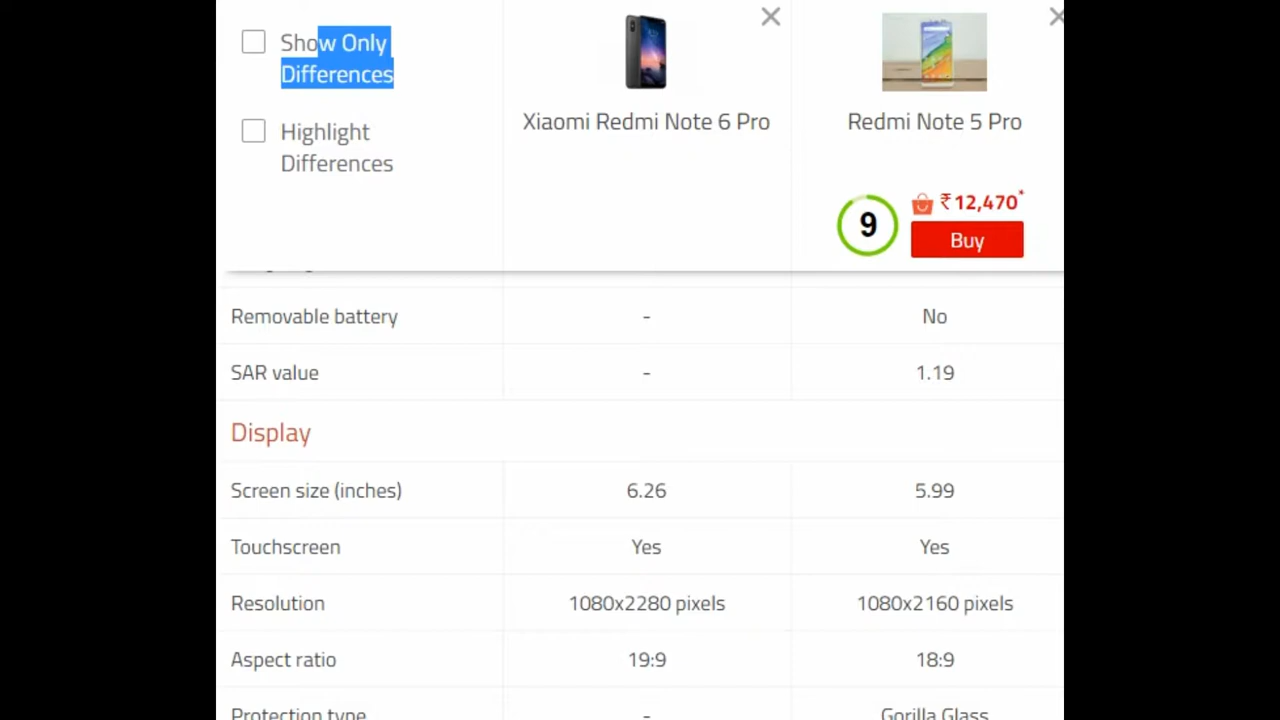 Show Only
Differences
Highlight
Differences
Xiaomi Redmi Note 6 Pro
Redmi Note 5 Pro
9
₹12,470*
Buy
Removable battery - No
SAR value - 1.19
Display
Screen size (inches) 6.26 5.99
Touchscreen Yes Yes
Resolution 1080x2280 pixels 1080x2160 pixels
Aspect ratio 19:9 18:9
Protection type - Gorilla Glass